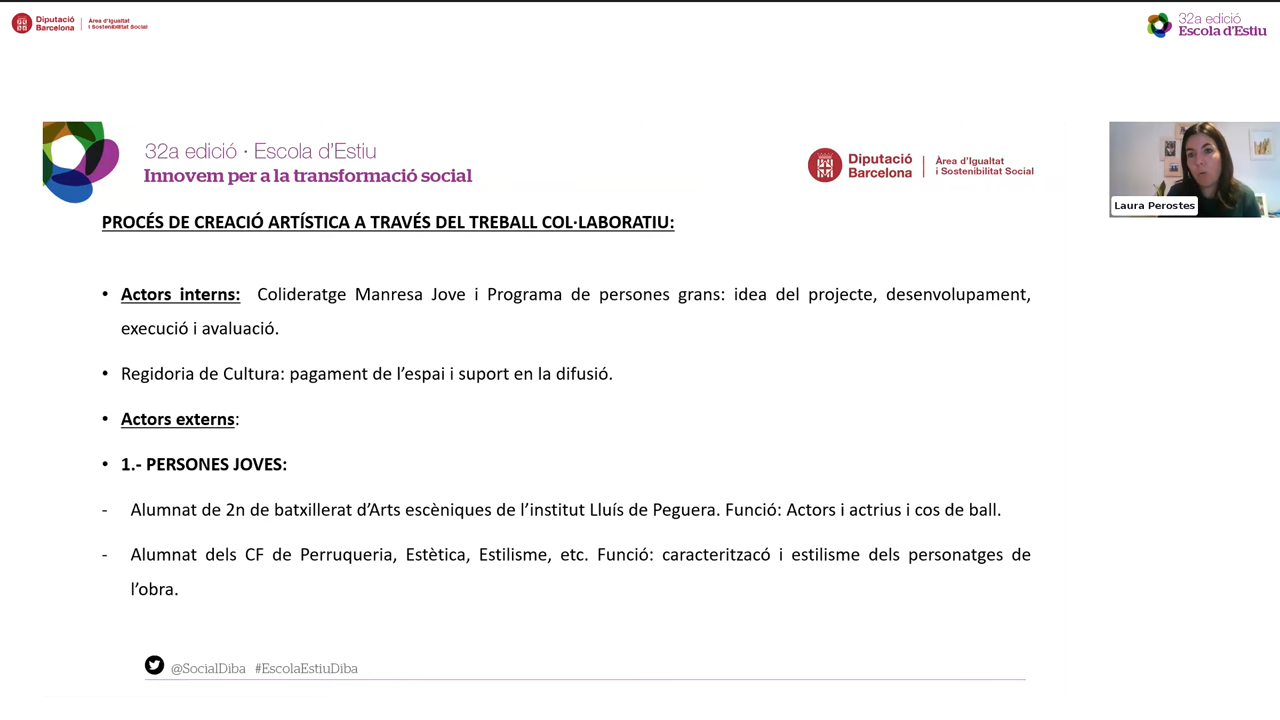 Diputació
Barcelona
Àrea d'Igualtat
i Sostenibilitat Social
32a edició
Escola d'Estiu
32a edició · Escola d'Estiu
Innovem per a la transformació social
Diputació
Barcelona
Àrea d'Igualtat
i Sostenibilitat Social
Laura Perostes
PROCÉS DE CREACIÓ ARTÍSTICA A TRAVÉS DEL TREBALL COL·LABORATIU:
• Actors interns: Colideratge Manresa Jove i Programa de persones grans: idea del projecte, desenvolupament,
execució i avaluació.
• Regidoria de Cultura: pagament de l'espai i suport en la difusió.
• Actors externs:
• 1.- PERSONES JOVES:
- Alumnat de 2n de batxillerat d'Arts escèniques de l'institut Lluís de Peguera. Funció: Actors i actrius i cos de ball.
- Alumnat dels CF de Perruqueria, Estètica, Estilisme, etc. Funció: caracteritzacó i estilisme dels personatges de
l'obra.
@SocialDiba #EscolaEstiuDiba